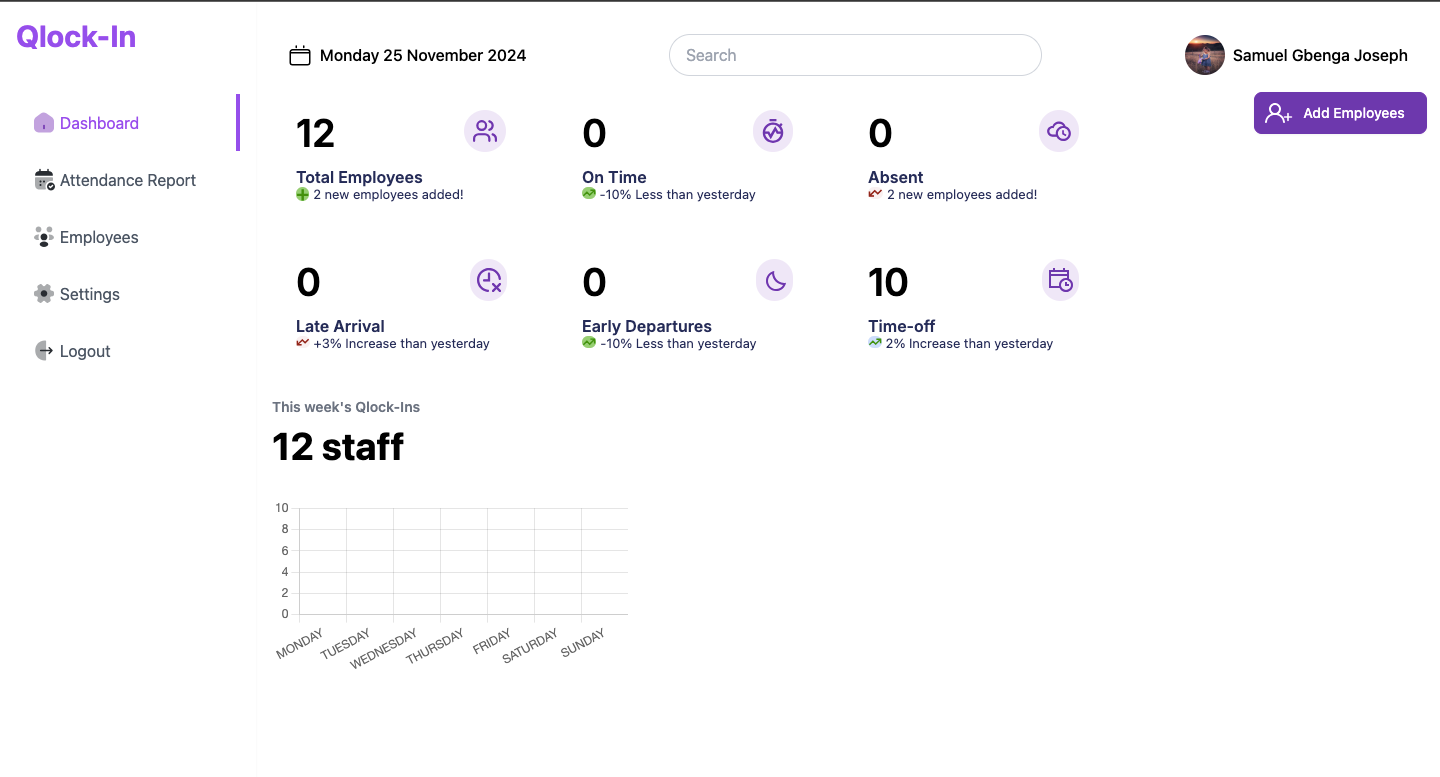 Qlock-In
Monday 25 November 2024
Search
Samuel Gbenga Joseph
Add Employees
Dashboard
Attendance Report
Employees
Settings
Logout
12
Total Employees
2 new employees added!
0
On Time
-10% Less than yesterday
0
Absent
2 new employees added!
0
Late Arrival
+3% Increase than yesterday
0
Early Departures
-10% Less than yesterday
10
Time-off
2% Increase than yesterday
This week's Qlock-Ins
12 staff
10
8
6
4
2
0
MONDAY
TUESDAY
WEDNESDAY
THURSDAY
FRIDAY
SATURDAY
SUNDAY